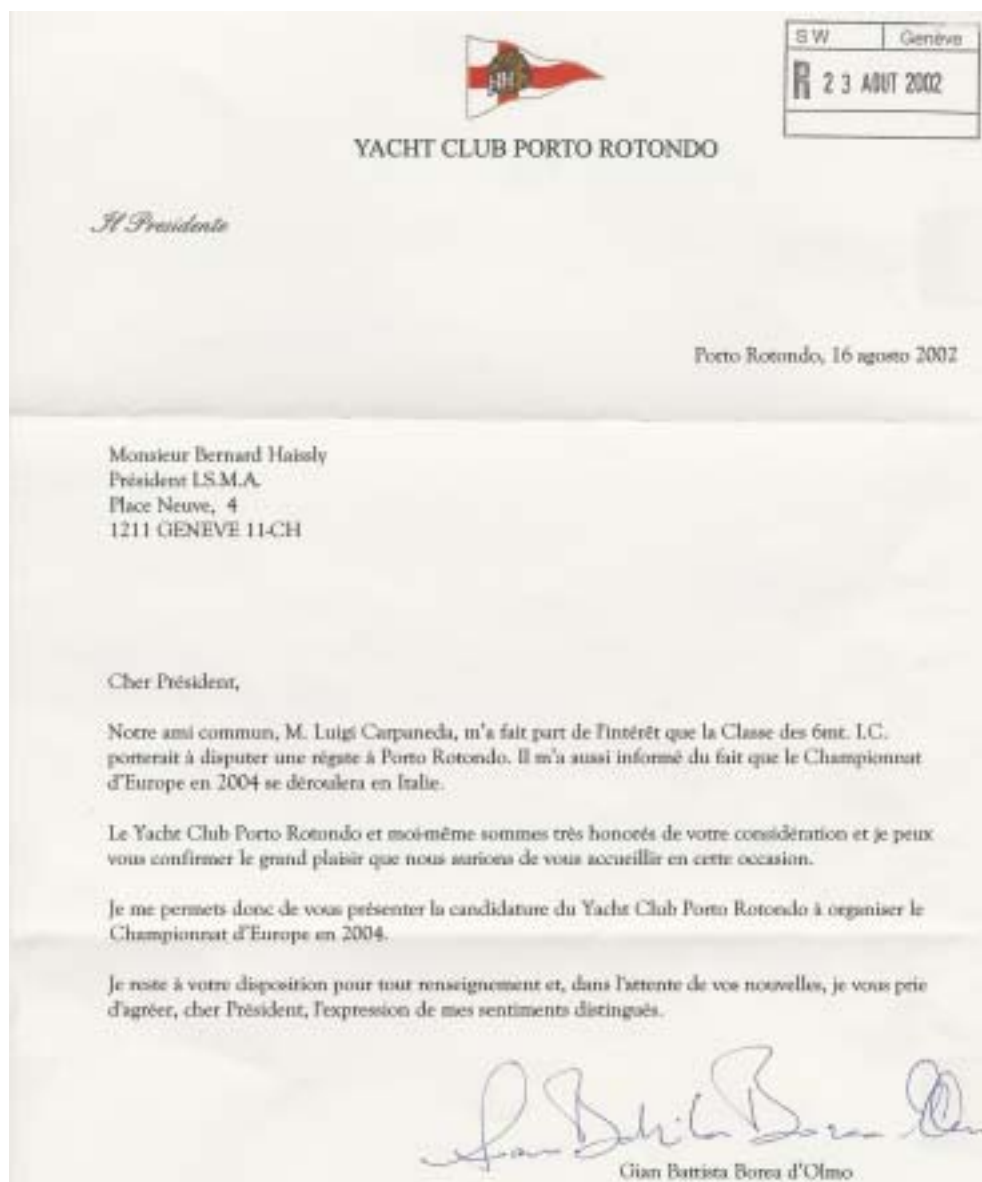 SW Genève
R 23 AOUT 2002
YACHT CLUB PORTO ROTONDO
Il Presidente
Porto Rotondo, 16 agosto 2002
Monsieur Bernard Haissly
Président I.S.M.A.
Place Neuve, 4
1211 GENEVE 11-CH
Cher Président,
Notre ami commun, M. Luigi Carpaneda, m'a fait part de l'intérêt que la Classe des 6mt. I.C.
porterait à disputer une régate à Porto Rotondo. Il m'a aussi informé du fait que le Championnat
d'Europe en 2004 se déroulera en Italie.
Le Yacht Club Porto Rotondo et moi-même sommes très honorés de votre considération et je peux
vous confirmer le grand plaisir que nous aurions de vous accueillir en cette occasion.
Je me permets donc de vous présenter la candidature du Yacht Club Porto Rotondo à organiser le
Championnat d'Europe en 2004.
Je reste à votre disposition pour tout renseignement et, dans l'attente de vos nouvelles, je vous prie
d'agréer, cher Président, l'expression de mes sentiments distingués.
Gian Battista Borea
Gian Battista Borea d'Olmo